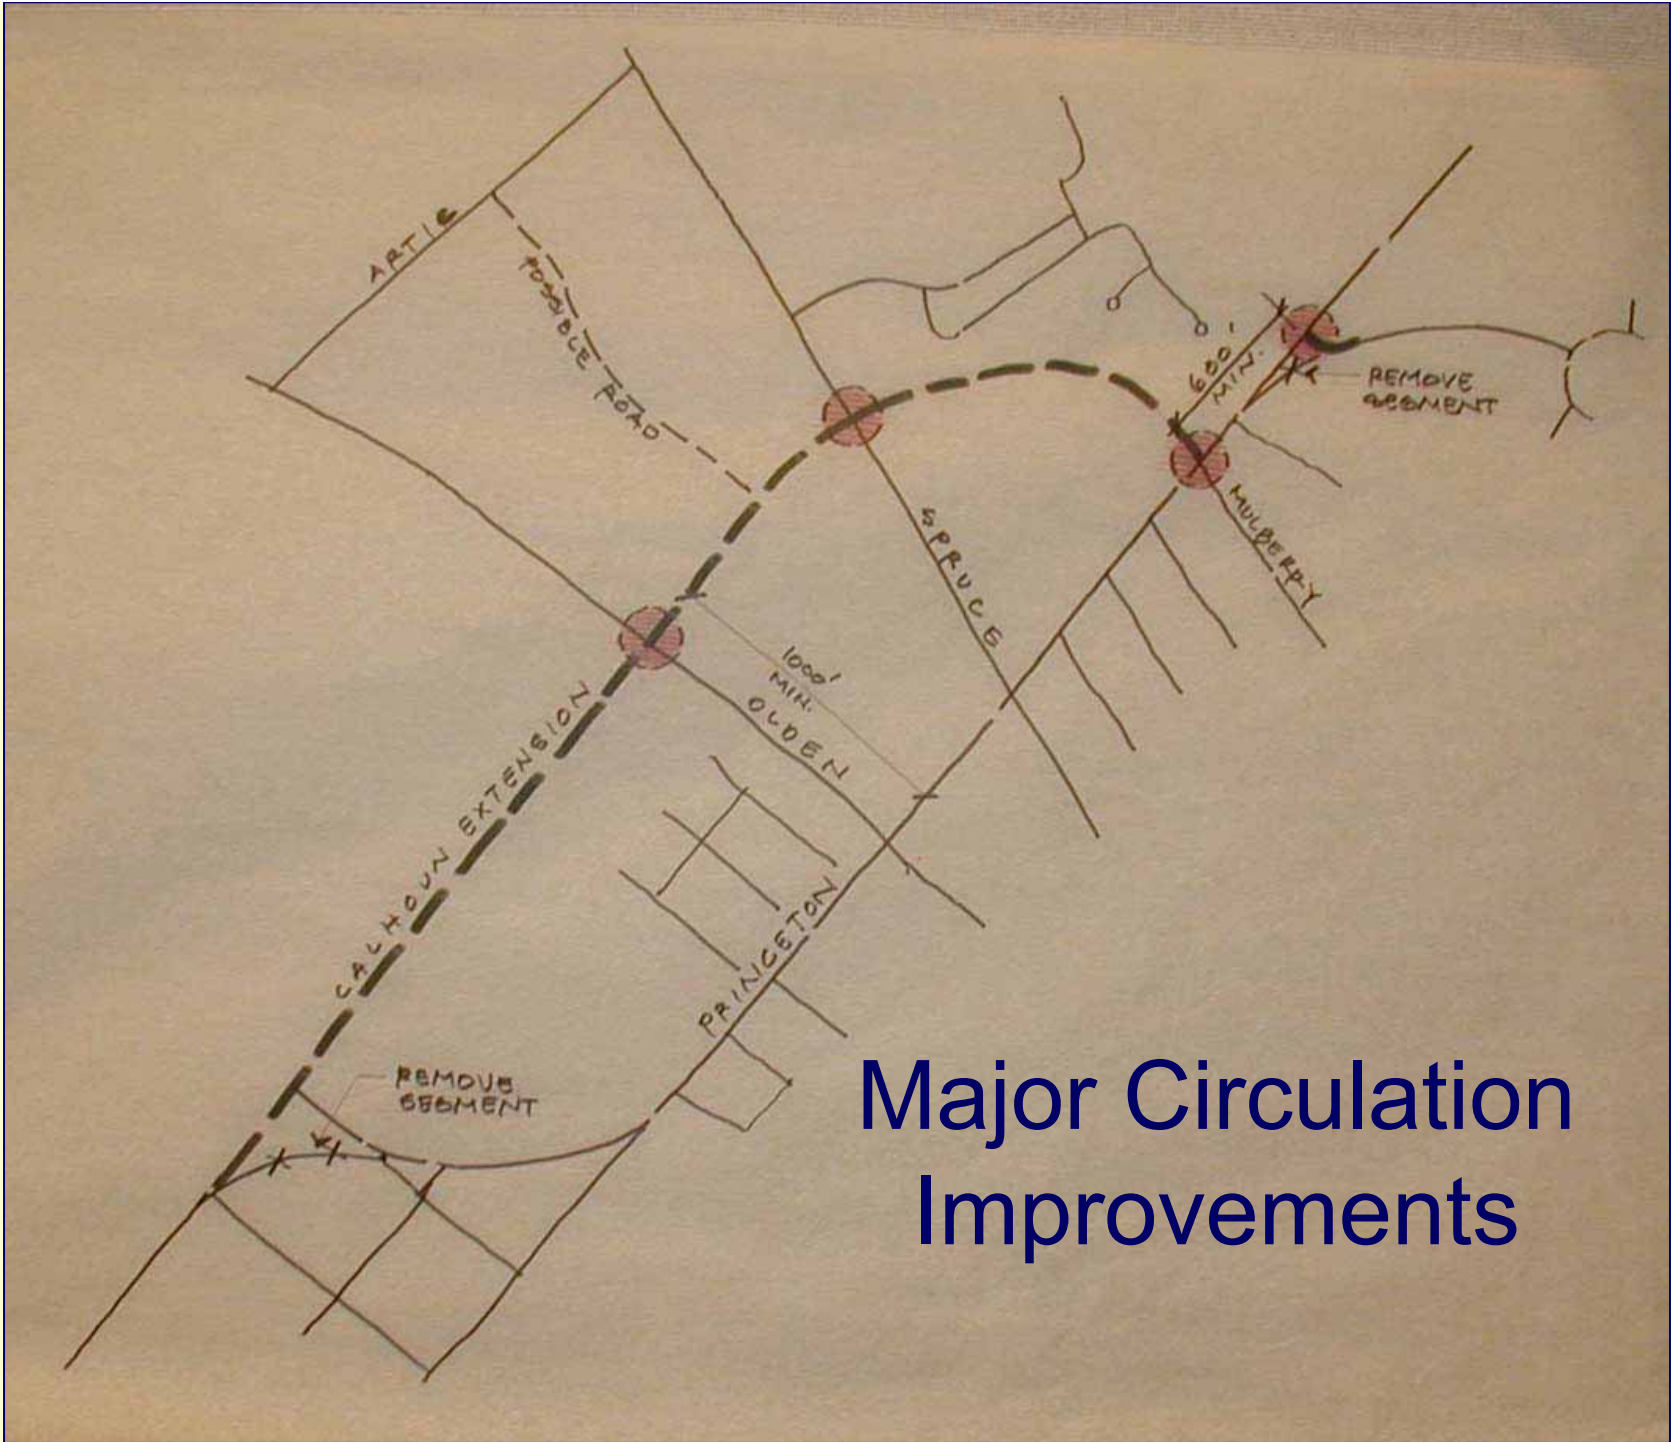 ARTIC
POSSIBLE ROAD
600'
MIN.
REMOVE
SEGMENT
MULBERRY
SPRUCE
1000'
MIN.
OLDEN
CALHOUN EXTENSION
PRINCETON
REMOVE
SEGMENT
Major Circulation
Improvements